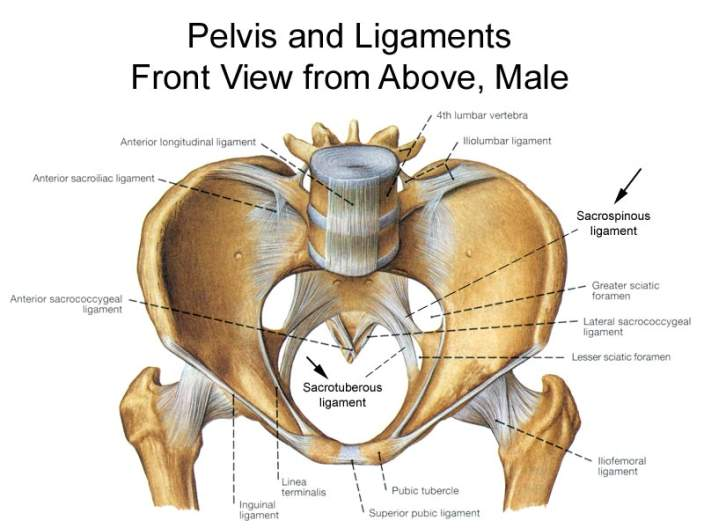 Pelvis and Ligaments
Front View from Above, Male
4th lumbar vertebra
Anterior longitudinal ligament
Iliolumbar ligament
Anterior sacroiliac ligament
Sacrospinous
ligament
Greater sciatic
foramen
Anterior sacrococcygeal
ligament
Lateral sacrococcygeal
ligament
Lesser sciatic foramen
Sacrotuberous
ligament
Iliofemoral
ligament
Linea
terminalis
Pubic tubercle
Inguinal
ligament
Superior pubic ligament